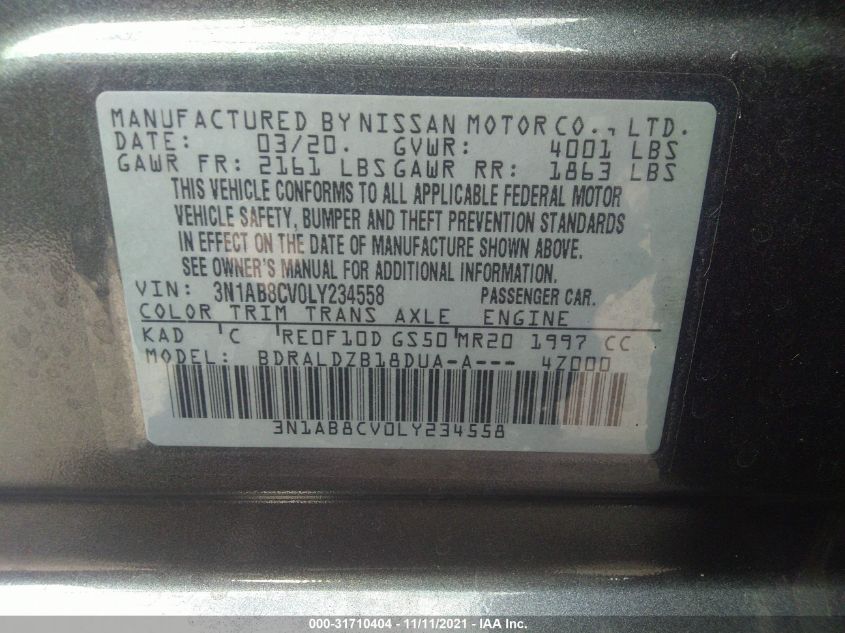 MANUFACTURED BY NISSAN MOTOR CO., LTD.
DATE: 03/20. GVWR: 4001 LBS
GAWR FR: 2161 LBS GAWR RR: 1863 LBS
THIS VEHICLE CONFORMS TO ALL APPLICABLE FEDERAL MOTOR
VEHICLE SAFETY, BUMPER AND THEFT PREVENTION STANDARDS
IN EFFECT ON THE DATE OF MANUFACTURE SHOWN ABOVE.
SEE OWNER'S MANUAL FOR ADDITIONAL INFORMATION.
VIN: 3N1AB8CV0LY234558 PASSENGER CAR.
COLOR TRIM TRANS AXLE ENGINE
KAD C RE0F10D GS50 MR20 1997 CC
MODEL: BDRALDZB18DUA-A--- 4Z000
3N1AB8CV0LY234558
000-31710404 - 11/11/2021 - IAA Inc.